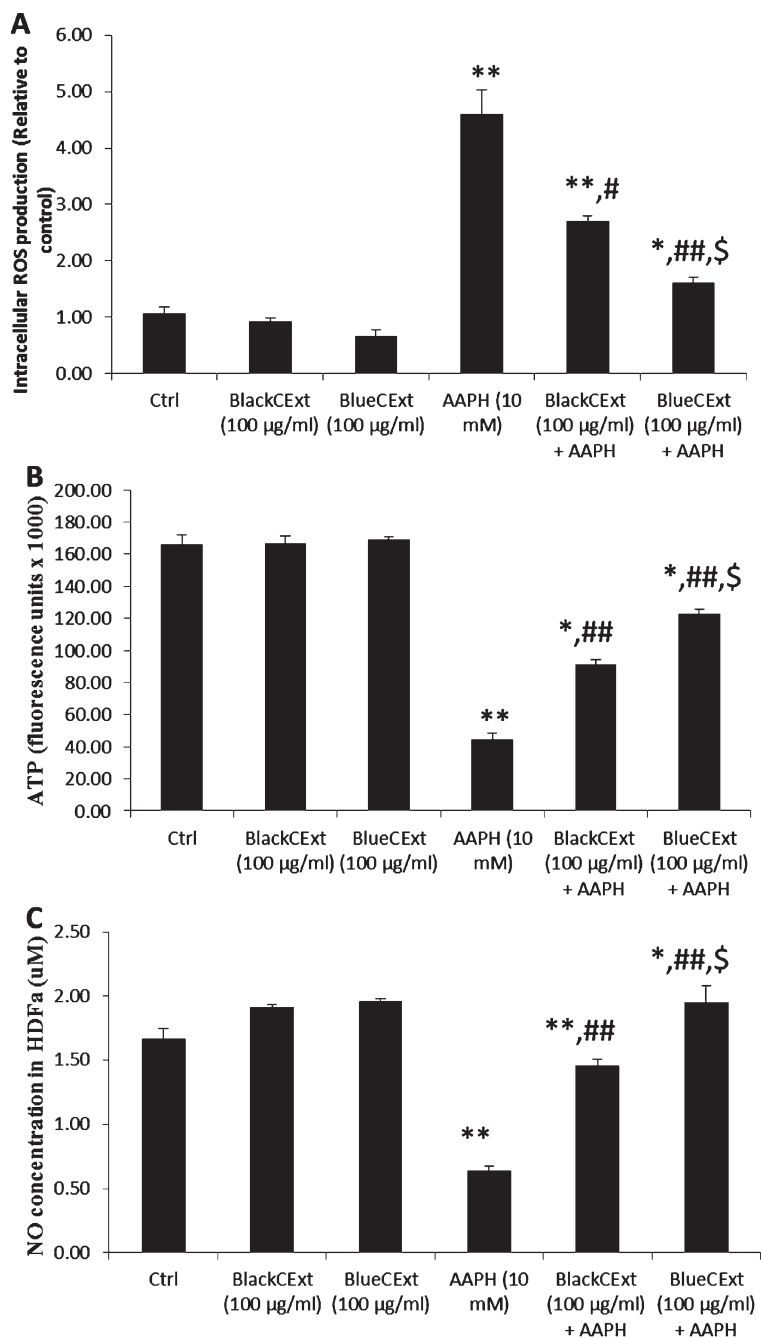 A
Intracellular ROS production (Relative to
control)
6.00
5.00
4.00
3.00
2.00
1.00
0.00
**
**,#
*,##,$
Ctrl
BlackCExt
(100 µg/ml)
BlueCExt
(100 µg/ml)
AAPH (10
mM)
BlackCExt
(100 µg/ml)
+ AAPH
BlueCExt
(100 µg/ml)
+ AAPH
B
ATP (fluorescence units x 1000)
200.00
180.00
160.00
140.00
120.00
100.00
80.00
60.00
40.00
20.00
0.00
**
*,##
*,##,$
Ctrl
BlackCExt
(100 µg/ml)
BlueCExt
(100 µg/ml)
AAPH (10
mM)
BlackCExt
(100 µg/ml)
+ AAPH
BlueCExt
(100 µg/ml)
+ AAPH
C
NO concentration in HDFa (uM)
2.50
2.00
1.50
1.00
0.50
0.00
**
**,##
*,##,$
Ctrl
BlackCExt
(100 µg/ml)
BlueCExt
(100 µg/ml)
AAPH (10
mM)
BlackCExt
(100 µg/ml)
+ AAPH
BlueCExt
(100 µg/ml)
+ AAPH